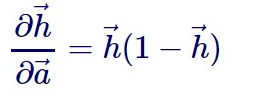 ∂h⃗/∂a⃗ = h⃗(1 − h⃗)